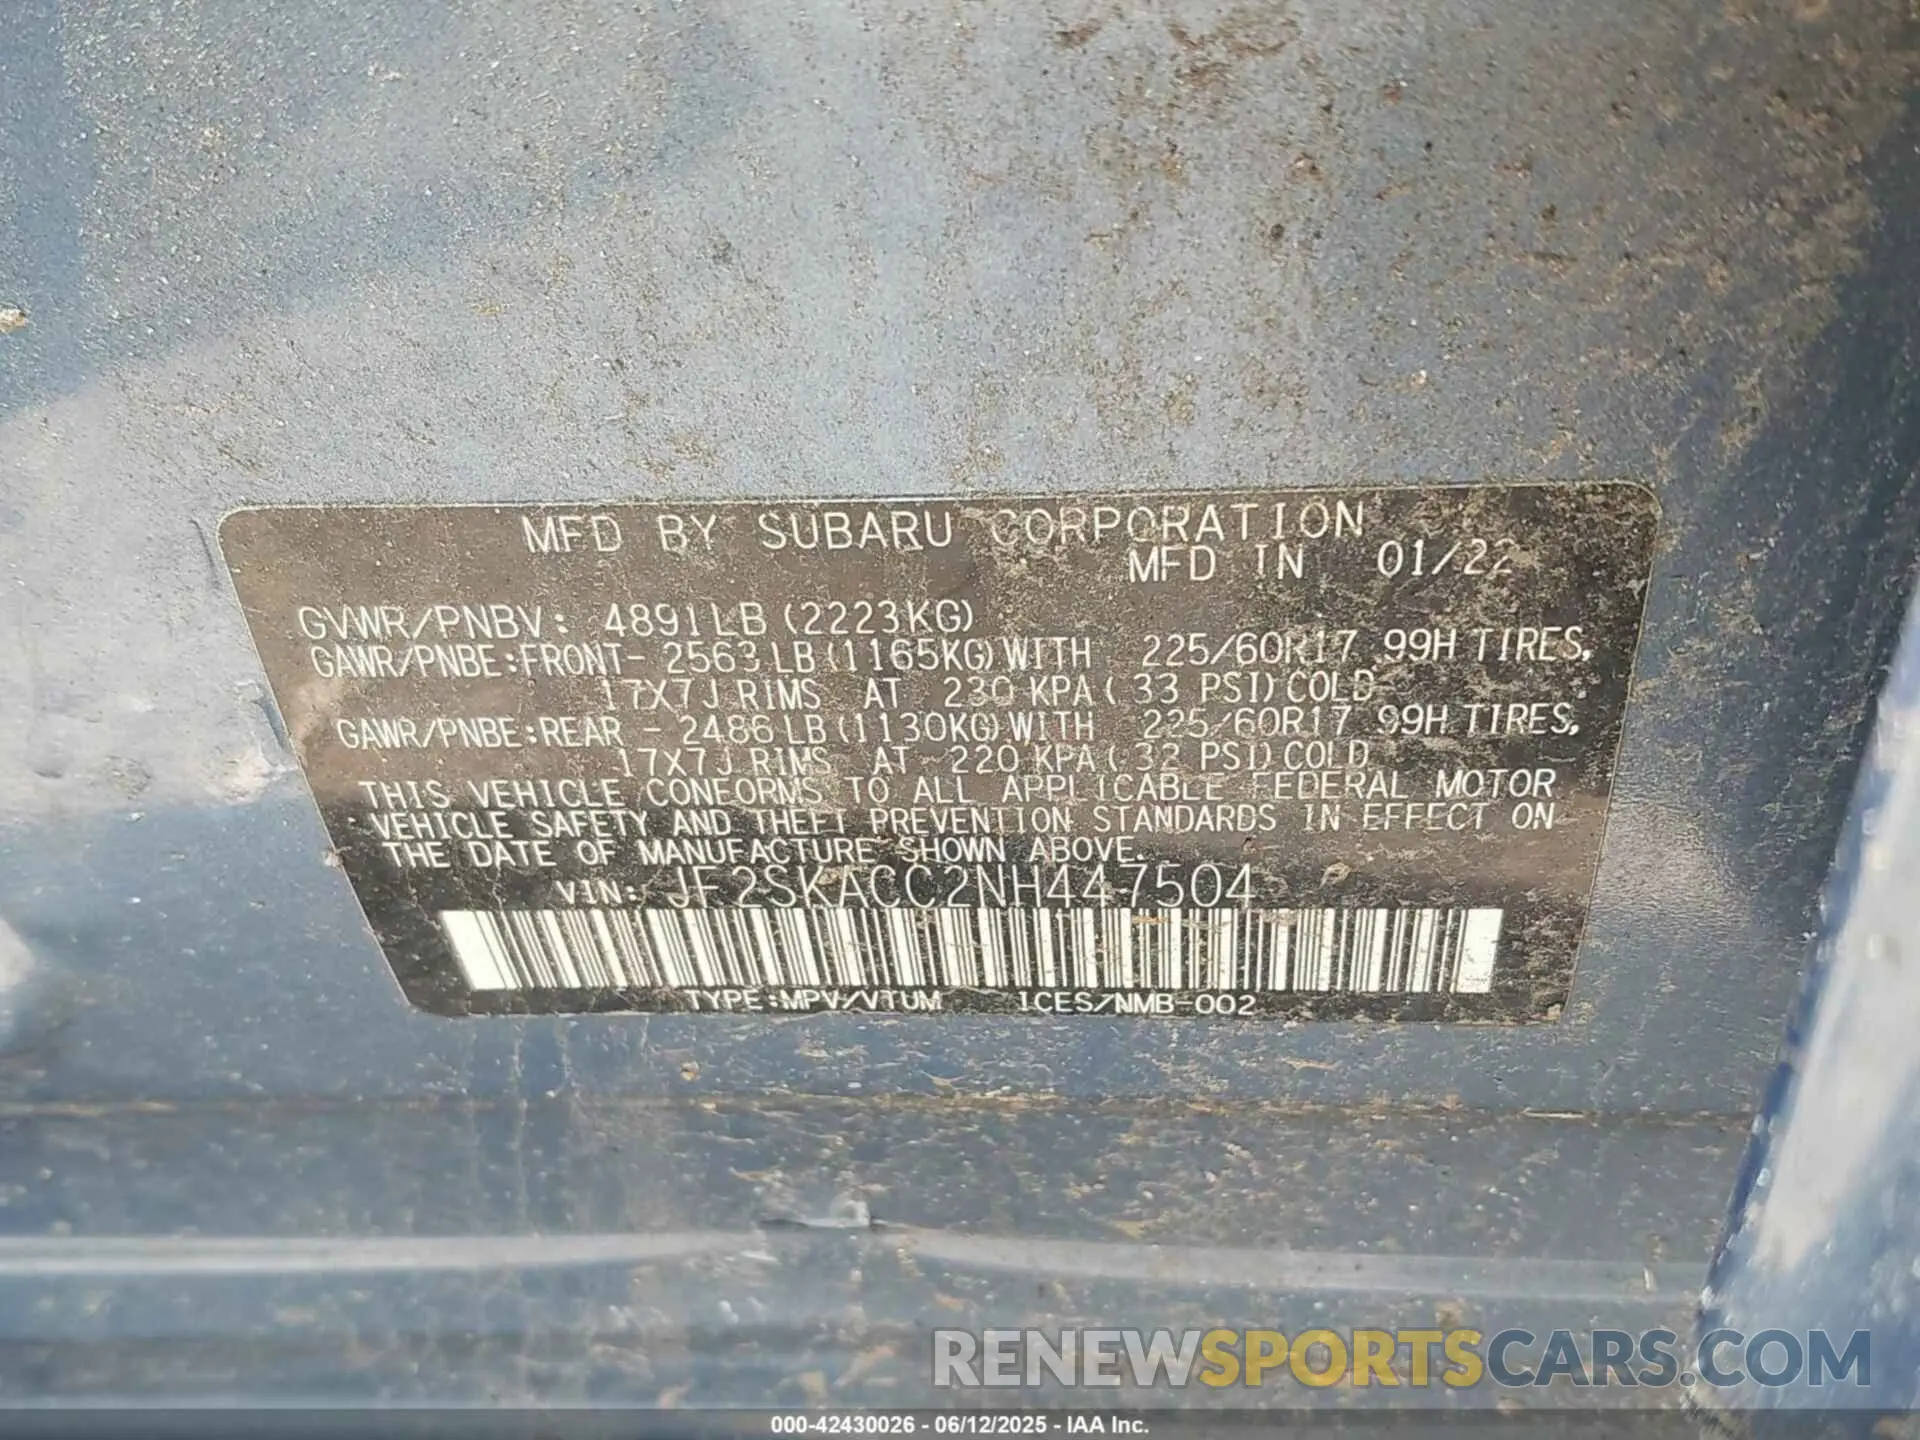 MFD BY SUBARU CORPORATION
MFD IN 01/22
GVWR/PNBV: 4891LB (2223KG)
GAWR/PNBE:FRONT- 2563LB(1165KG)WITH 225/60R17 99H TIRES,
17X7J RIMS AT 230 KPA( 33 PSI)COLD
GAWR/PNBE:REAR - 2486LB(1130KG)WITH 225/60R17 99H TIRES,
17X7J RIMS AT 220 KPA( 32 PSI)COLD
THIS VEHICLE CONFORMS TO ALL APPLICABLE FEDERAL MOTOR
VEHICLE SAFETY AND THEFT PREVENTION STANDARDS IN EFFECT ON
THE DATE OF MANUFACTURE SHOWN ABOVE.
VIN: JF2SKACC2NH447504
TYPE:MPV/VTUM ICES/NMB-002
RENEWSPORTSCARS.COM
000-42430026 - 06/12/2025 - IAA Inc.